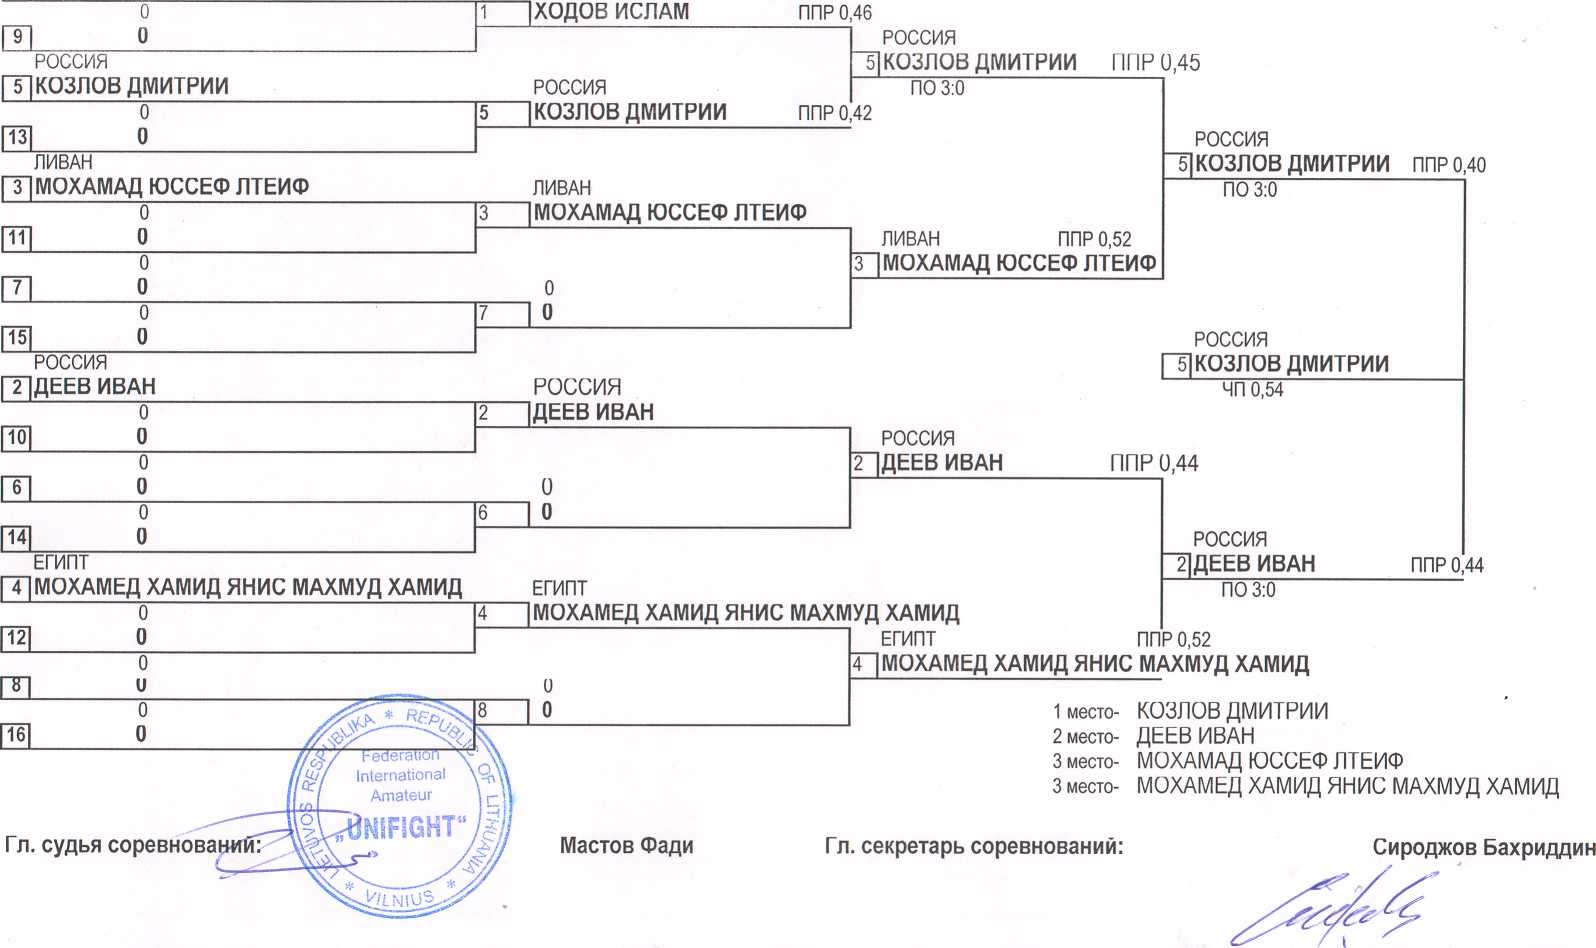 0
9 0
РОССИЯ
5 КОЗЛОВ ДМИТРИИ
0
13 0
ЛИВАН
3 МОХАМАД ЮССЕФ ЛТЕИФ
0
11 0
0
7 0
0
15 0
РОССИЯ
2 ДЕЕВ ИВАН
0
10 0
0
6 0
0
14 0
ЕГИПТ
4 МОХАМЕД ХАМИД ЯНИС МАХМУД ХАМИД
0
12 0
0
8 0
0
16 0
1 ХОДОВ ИСЛАМ ППР 0,46
РОССИЯ
5 КОЗЛОВ ДМИТРИИ ППР 0,42
ЛИВАН
3 МОХАМАД ЮССЕФ ЛТЕИФ
0
7 0
РОССИЯ
2 ДЕЕВ ИВАН
0
6 0
ЕГИПТ
4 МОХАМЕД ХАМИД ЯНИС МАХМУД ХАМИД
0
8 0
РОССИЯ
5 КОЗЛОВ ДМИТРИИ ППР 0,45
ПО 3:0
ЛИВАН ППР 0,52
3 МОХАМАД ЮССЕФ ЛТЕИФ
РОССИЯ
2 ДЕЕВ ИВАН ППР 0,44
ЕГИПТ ППР 0,52
4 МОХАМЕД ХАМИД ЯНИС МАХМУД ХАМИД
РОССИЯ
5 КОЗЛОВ ДМИТРИИ ППР 0,40
ПО 3:0
РОССИЯ
5 КОЗЛОВ ДМИТРИИ
ЧП 0,54
РОССИЯ
2 ДЕЕВ ИВАН ППР 0,44
ПО 3:0
1 место- КОЗЛОВ ДМИТРИИ
2 место- ДЕЕВ ИВАН
3 место- МОХАМАД ЮССЕФ ЛТЕИФ
3 место- МОХАМЕД ХАМИД ЯНИС МАХМУД ХАМИД
LIETUVOS RESPUBLIKA * REPUBLIC OF LITHUANIA * VILNIUS *
Federation
International
Amateur
„UNIFIGHT“
Гл. судья соревнований: Мастов Фади Гл. секретарь соревнований: Сироджов Бахриддин